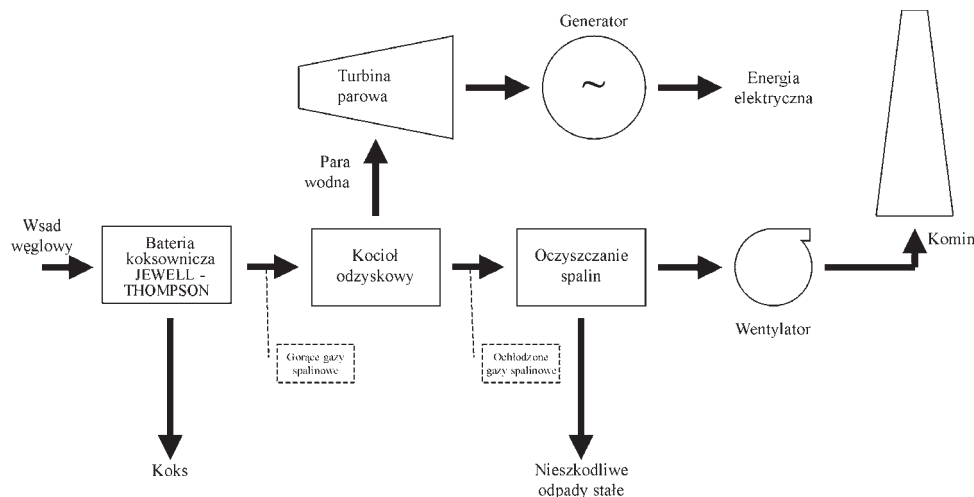 Generator
Turbina
parowa
~
Energia
elektryczna
Para
wodna
Wsad
węglowy
Bateria
koksownicza
JEWELL -
THOMPSON
Kocioł
odzyskowy
Oczyszczanie
spalin
Komin
Wentylator
Gorące gazy
spalinowe
Ochłodzone
gazy spalinowe
Koks
Nieszkodliwe
odpady stałe